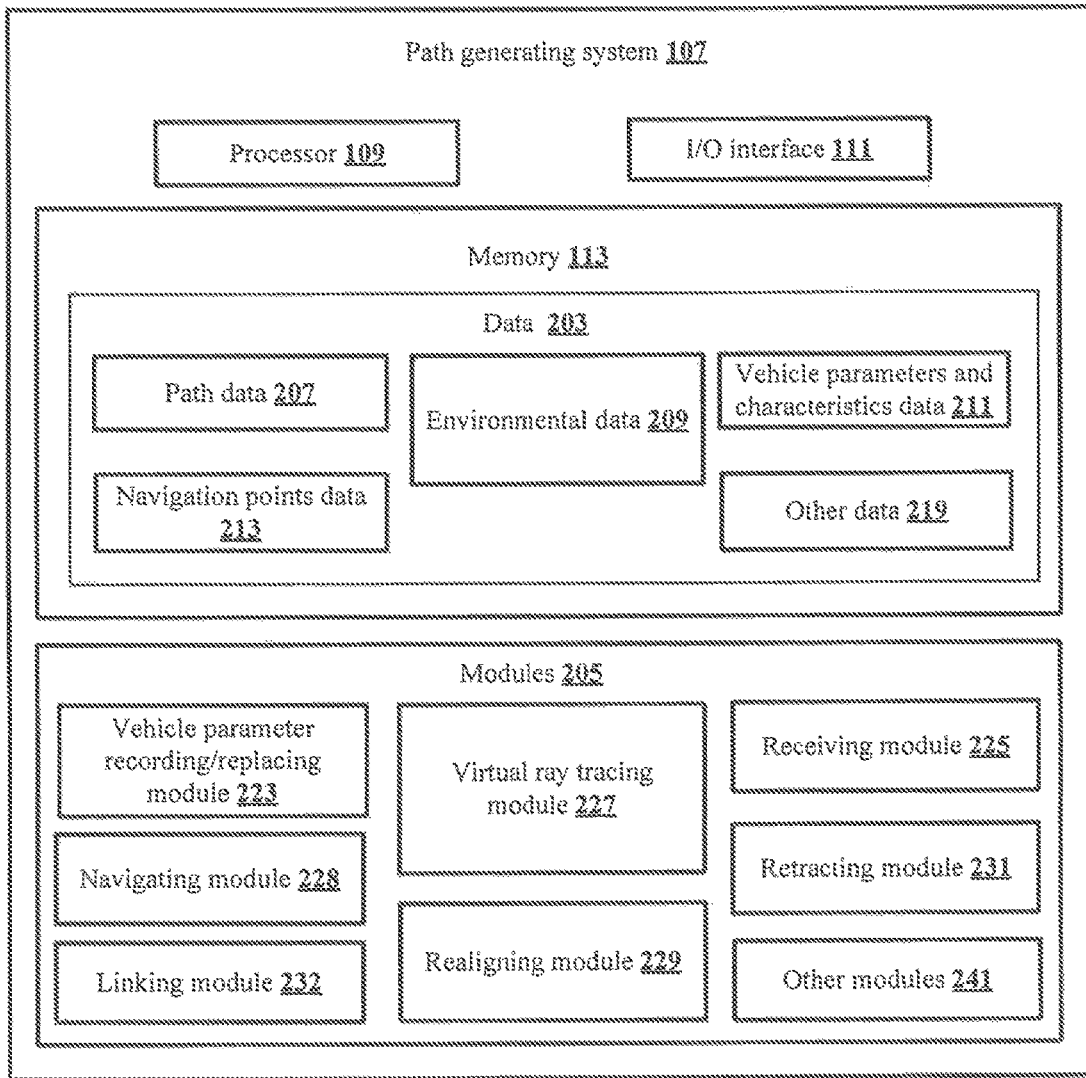 Path generating system 107
Processor 109
I/O interface 111
Memory 113
Data 203
Path data 207
Environmental data 209
Vehicle parameters and
characteristics data 211
Navigation points data
213
Other data 219
Modules 205
Vehicle parameter
recording/replacing
module 223
Virtual ray tracing
module 227
Receiving module 225
Navigating module 228
Retracting module 231
Linking module 232
Realigning module 229
Other modules 241